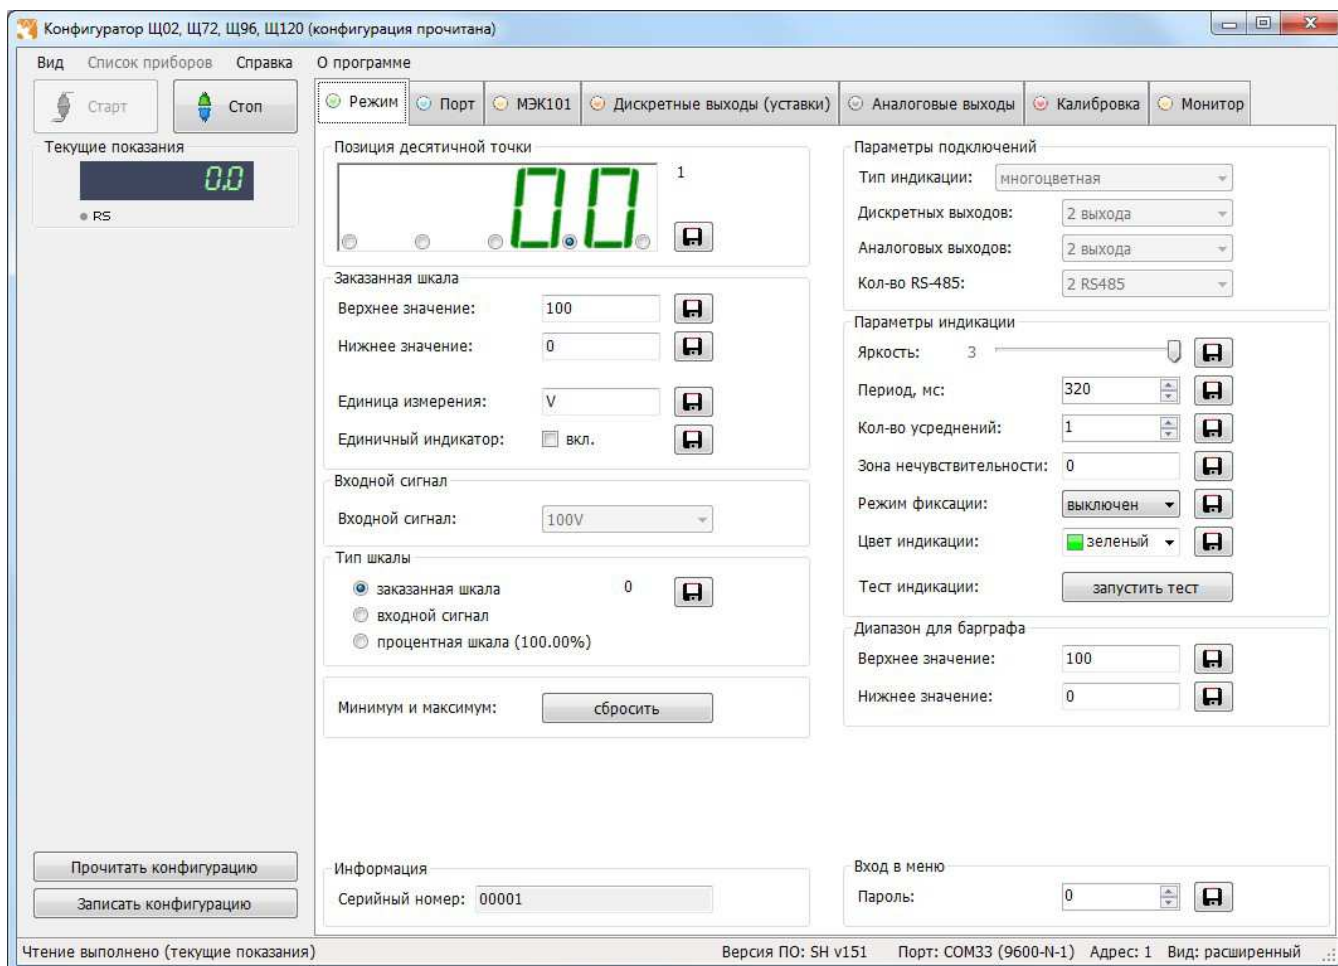 Конфигуратор Щ02, Щ72, Щ96, Щ120 (конфигурация прочитана)
Вид Список приборов Справка О программе
Старт Стоп
Режим Порт МЭК101 Дискретные выходы (уставки) Аналоговые выходы Калибровка Монитор
Текущие показания
0.0
RS
Позиция десятичной точки
0.0 1
Заказанная шкала
Верхнее значение: 100
Нижнее значение: 0
Единица измерения: V
Единичный индикатор: вкл.
Входной сигнал
Входной сигнал: 100V
Тип шкалы
заказанная шкала 0
входной сигнал
процентная шкала (100.00%)
Минимум и максимум: сбросить
Параметры подключений
Тип индикации: многоцветная
Дискретных выходов: 2 выхода
Аналоговых выходов: 2 выхода
Кол-во RS-485: 2 RS485
Параметры индикации
Яркость: 3
Период, мс: 320
Кол-во усреднений: 1
Зона нечувствительности: 0
Режим фиксации: выключен
Цвет индикации: зеленый
Тест индикации: запустить тест
Диапазон для барграфа
Верхнее значение: 100
Нижнее значение: 0
Прочитать конфигурацию
Записать конфигурацию
Информация
Серийный номер: 00001
Вход в меню
Пароль: 0
Чтение выполнено (текущие показания) Версия ПО: SH v151 Порт: COM33 (9600-N-1) Адрес: 1 Вид: расширенный